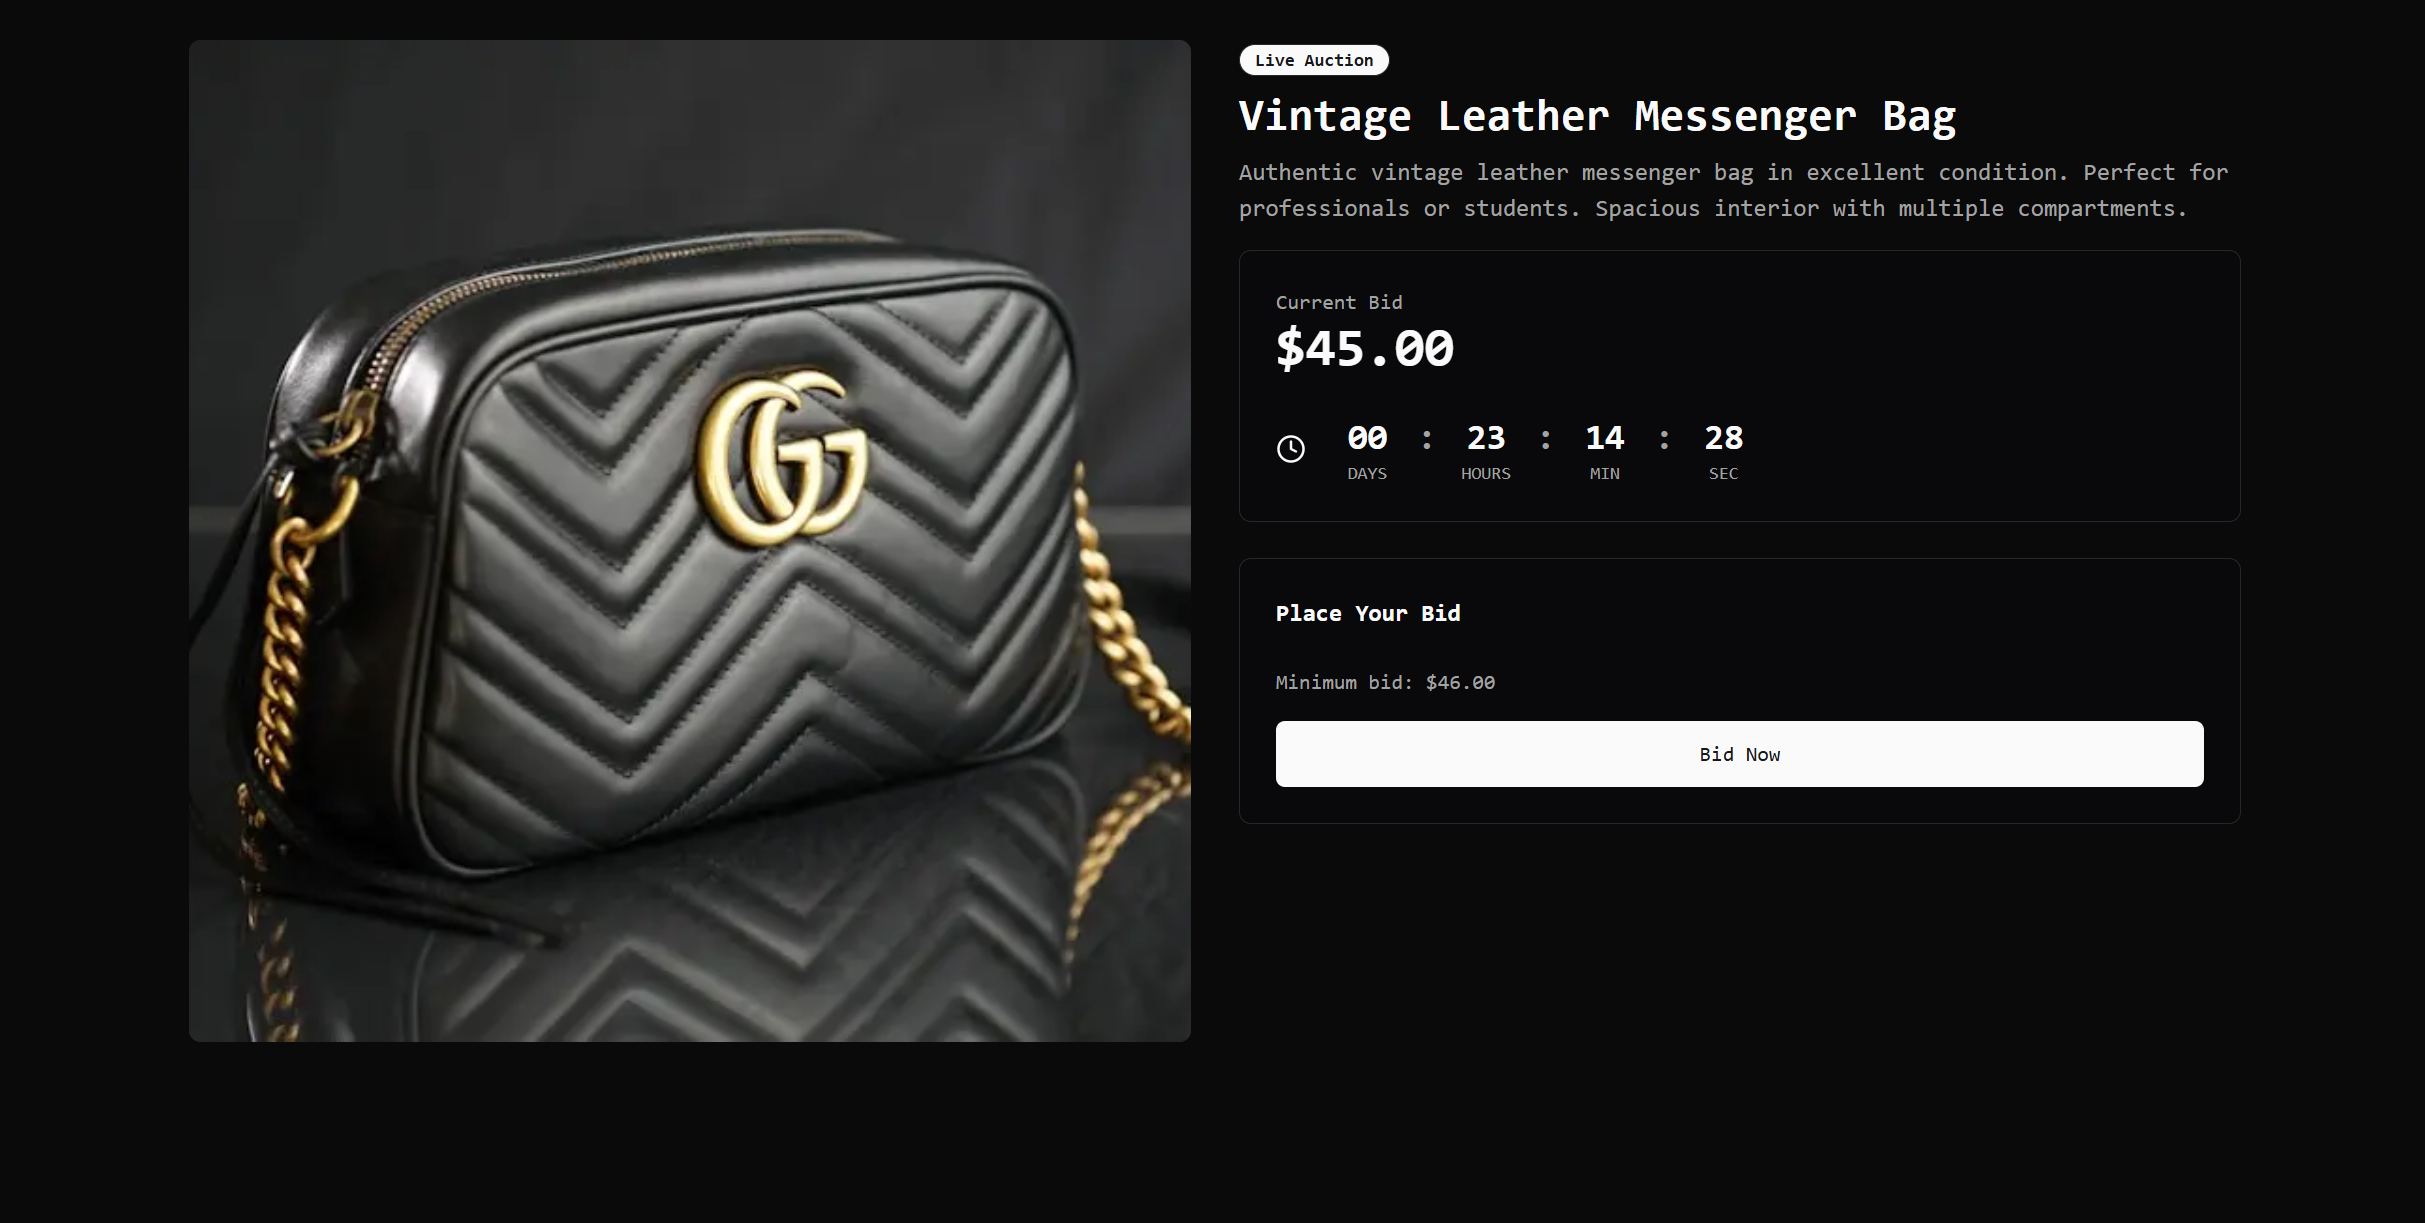 Live Auction
Vintage Leather Messenger Bag
Authentic vintage leather messenger bag in excellent condition. Perfect for
professionals or students. Spacious interior with multiple compartments.
Current Bid
$45.00
00 : 23 : 14 : 28
DAYS HOURS MIN SEC
Place Your Bid
Minimum bid: $46.00
Bid Now
GG